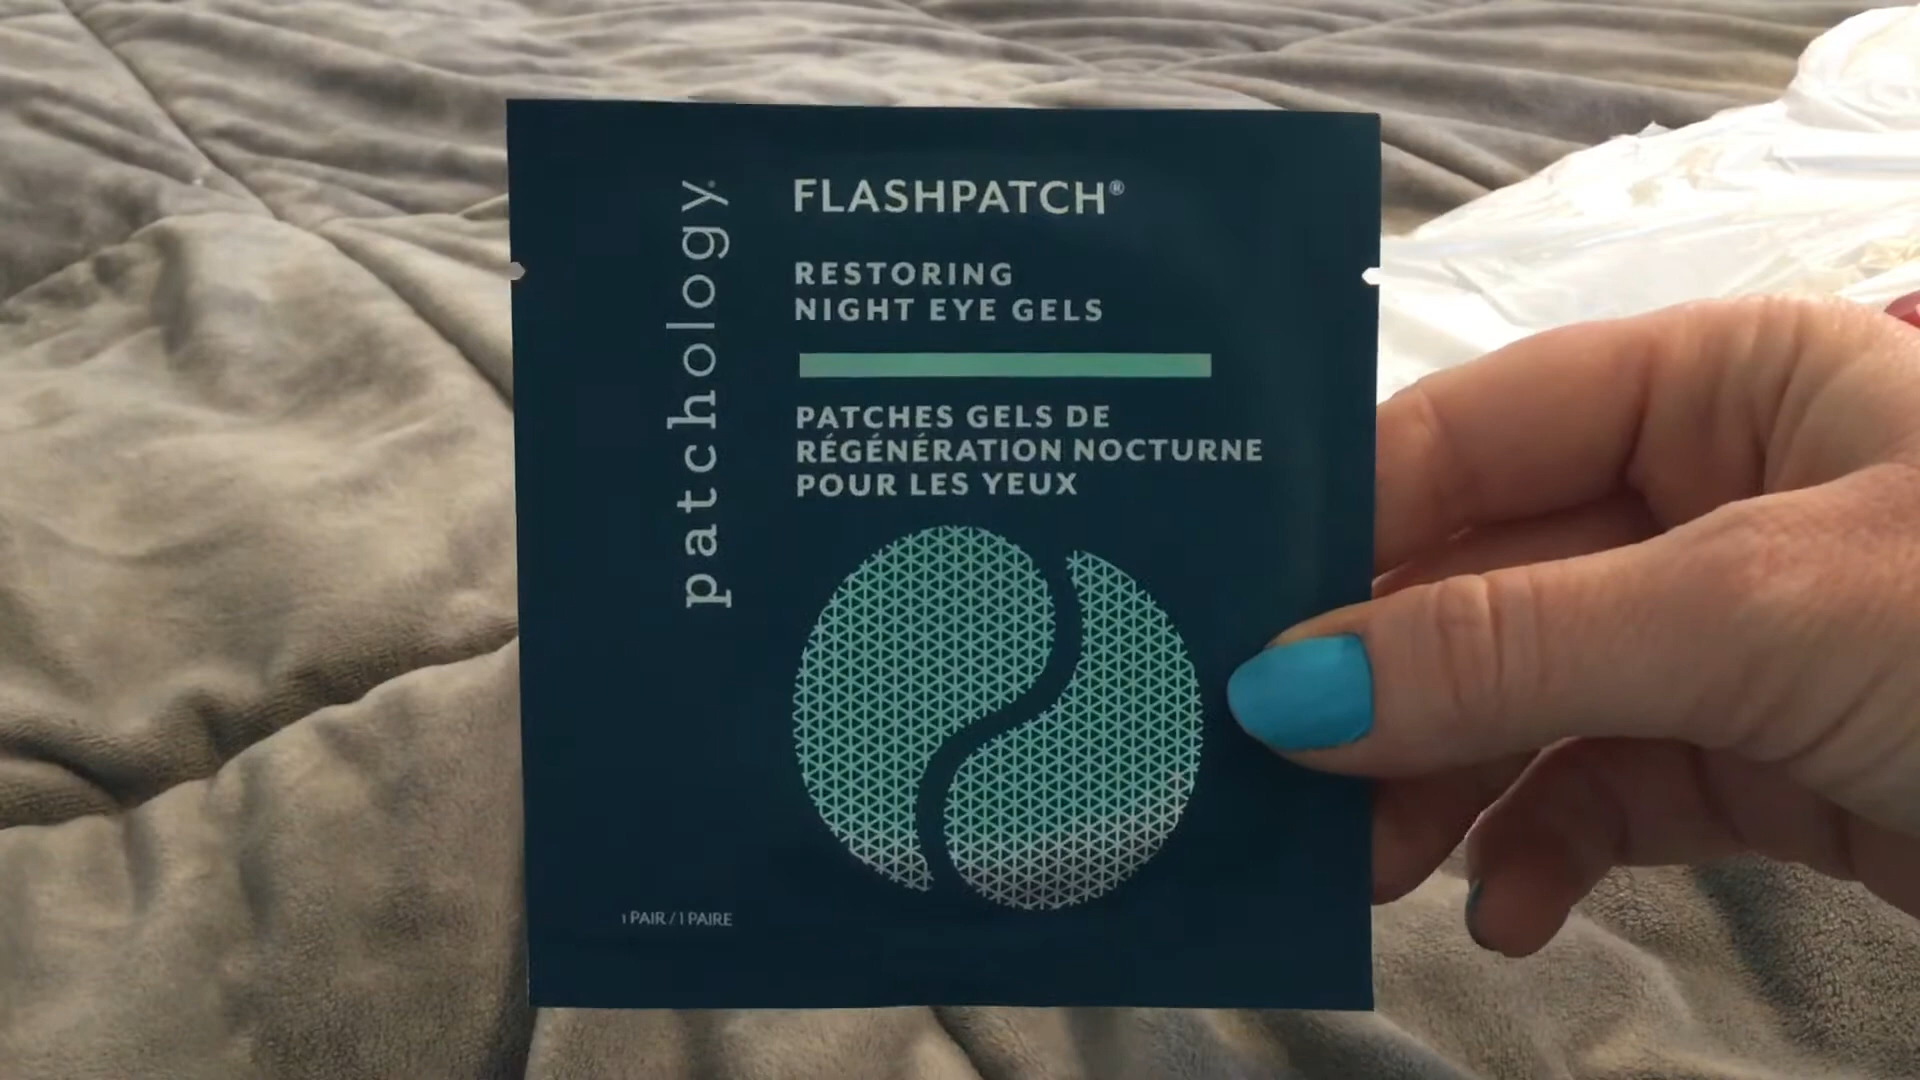 patchology.
FLASHPATCH®
RESTORING
NIGHT EYE GELS
PATCHES GELS DE
RÉGÉNÉRATION NOCTURNE
POUR LES YEUX
1 PAIR / 1 PAIRE